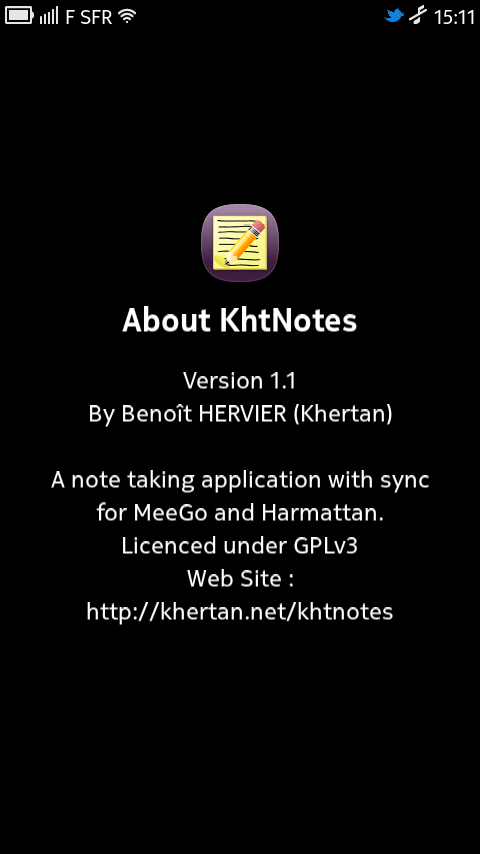 F SFR
15:11
About KhtNotes
Version 1.1
By Benoît HERVIER (Khertan)
A note taking application with sync
for MeeGo and Harmattan.
Licenced under GPLv3
Web Site :
http://khertan.net/khtnotes